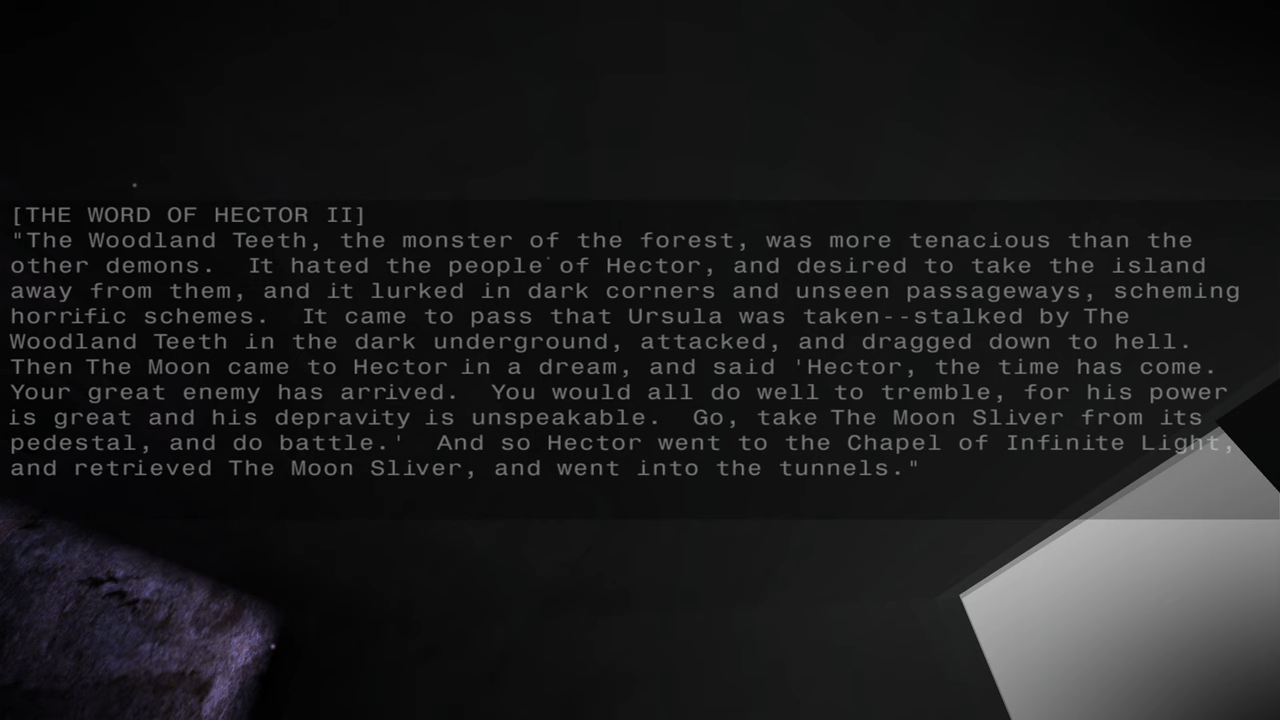 [THE WORD OF HECTOR II]
"The Woodland Teeth, the monster of the forest, was more tenacious than the
other demons.  It hated the people of Hector, and desired to take the island
away from them, and it lurked in dark corners and unseen passageways, scheming
horrific schemes.  It came to pass that Ursula was taken--stalked by The
Woodland Teeth in the dark underground, attacked, and dragged down to hell.
Then The Moon came to Hector in a dream, and said 'Hector, the time has come.
Your great enemy has arrived.  You would all do well to tremble, for his power
is great and his depravity is unspeakable.  Go, take The Moon Sliver from its
pedestal, and do battle.'  And so Hector went to the Chapel of Infinite Light,
and retrieved The Moon Sliver, and went into the tunnels."